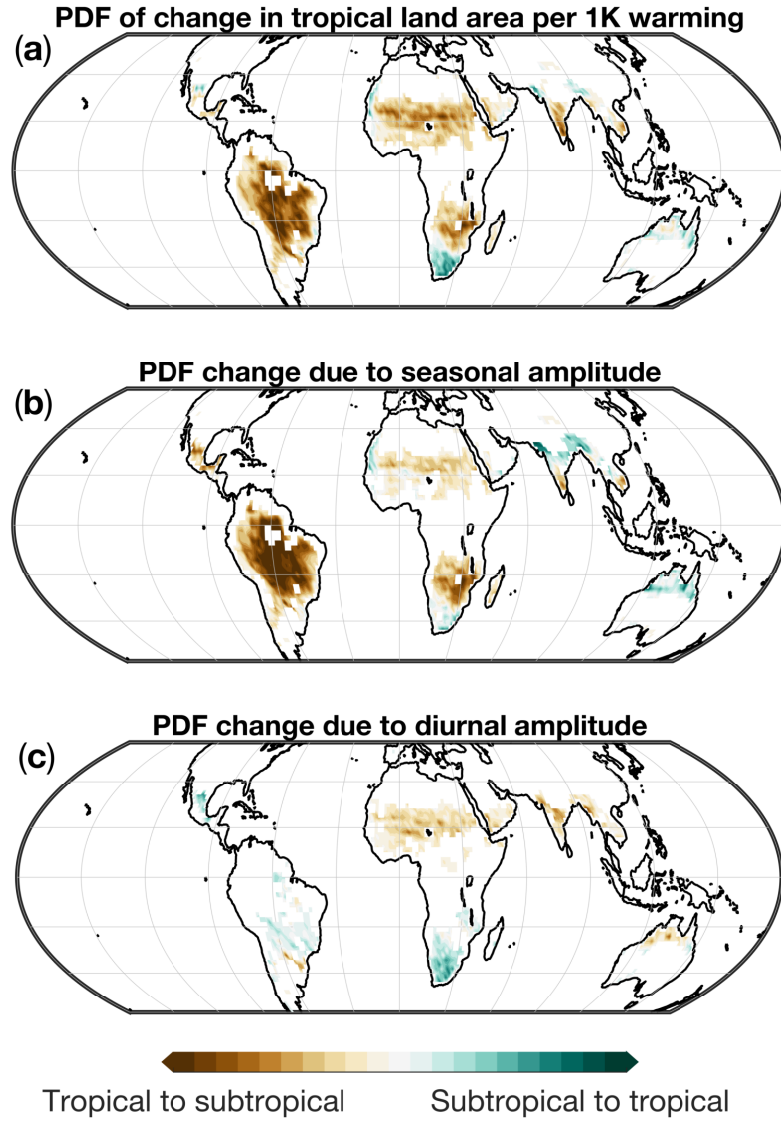 PDF of change in tropical land area per 1K warming
(a)
PDF change due to seasonal amplitude
(b)
PDF change due to diurnal amplitude
(c)
Tropical to subtropical
Subtropical to tropical